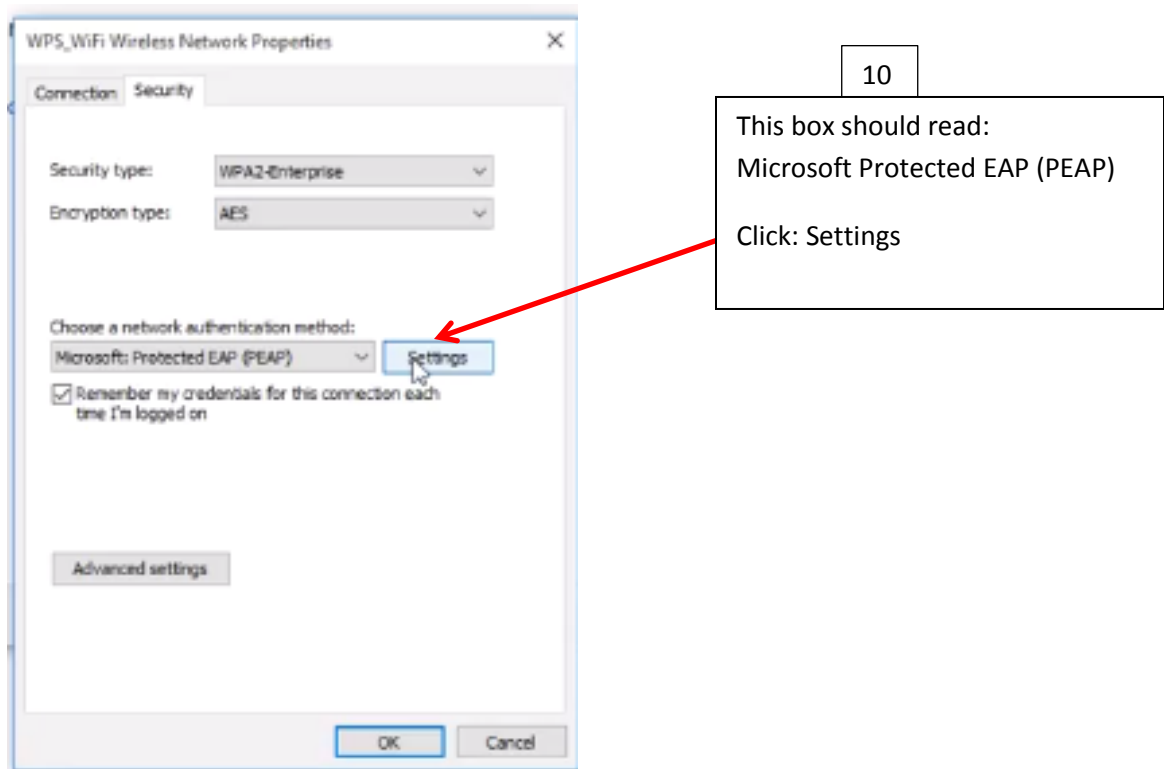 WPS_WiFi Wireless Network Properties
Connection Security
Security type: WPA2-Enterprise
Encryption type: AES
Choose a network authentication method:
Microsoft: Protected EAP (PEAP) Settings
Remember my credentials for this connection each
time I'm logged on
Advanced settings
OK Cancel
10
This box should read:
Microsoft Protected EAP (PEAP)
Click: Settings